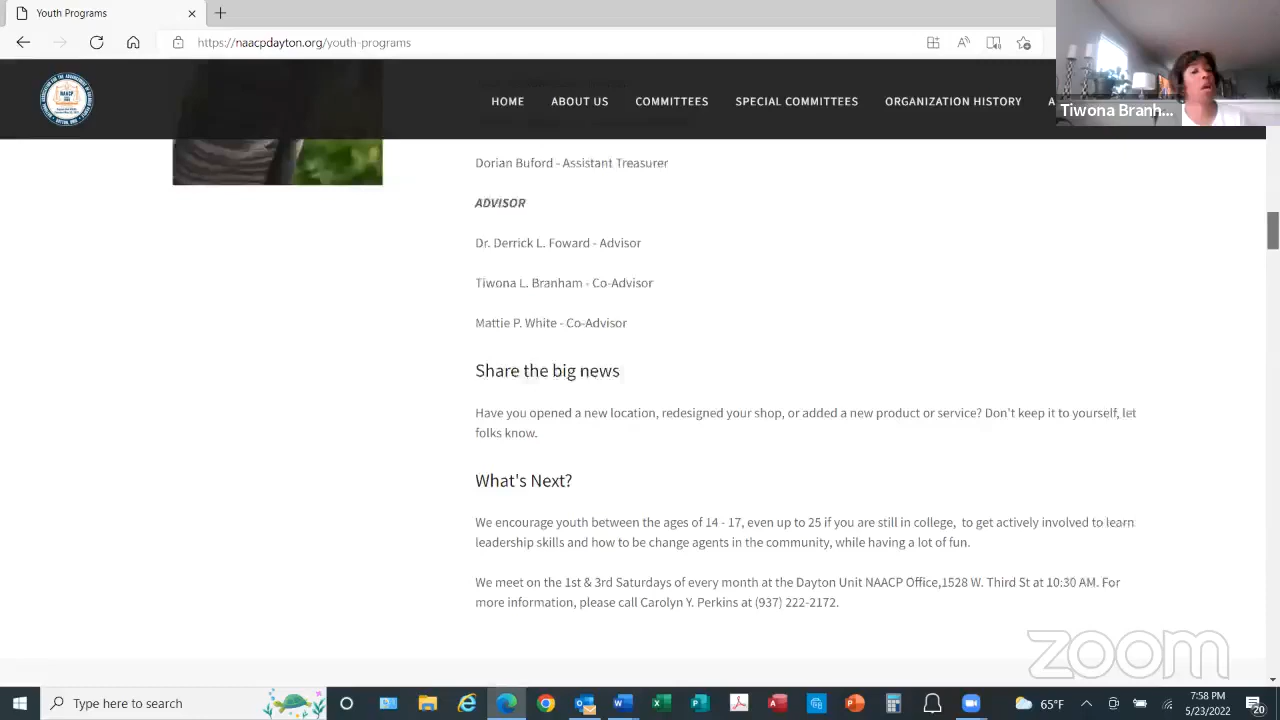 Youth Programs
https://naacpdayton.org/youth-programs
HOME ABOUT US COMMITTEES SPECIAL COMMITTEES ORGANIZATION HISTORY A
Tiwona Branh...
NAACP
Dorian Buford - Assistant Treasurer
ADVISOR
Dr. Derrick L. Foward - Advisor
Tiwona L. Branham - Co-Advisor
Mattie P. White - Co-Advisor
Share the big news
Have you opened a new location, redesigned your shop, or added a new product or service? Don't keep it to yourself, let
folks know.
What's Next?
We encourage youth between the ages of 14 - 17, even up to 25 if you are still in college, to get actively involved to learn
leadership skills and how to be change agents in the community, while having a lot of fun.
We meet on the 1st & 3rd Saturdays of every month at the Dayton Unit NAACP Office,1528 W. Third St at 10:30 AM. For
more information, please call Carolyn Y. Perkins at (937) 222-2172.
zoom
Type here to search
65°F
7:58 PM
5/23/2022
20